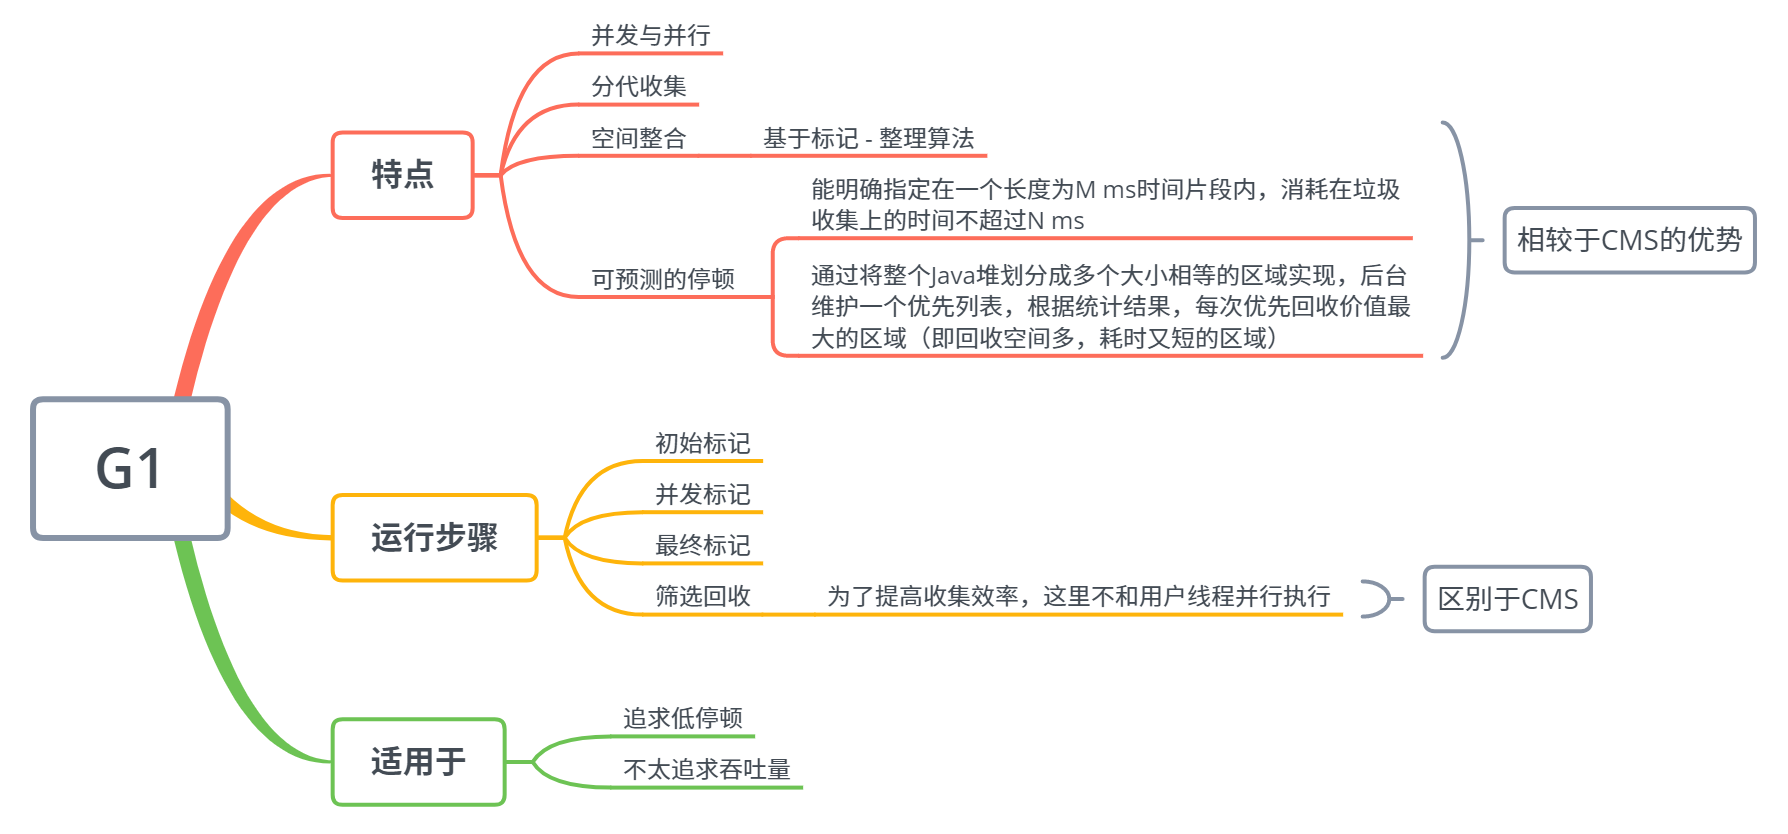 G1
特点
并发与并行
分代收集
空间整合
基于标记 - 整理算法
可预测的停顿
能明确指定在一个长度为M ms时间片段内，消耗在垃圾
收集上的时间不超过N ms
通过将整个Java堆划分成多个大小相等的区域实现，后台
维护一个优先列表，根据统计结果，每次优先回收价值最
大的区域（即回收空间多，耗时又短的区域）
相较于CMS的优势
运行步骤
初始标记
并发标记
最终标记
筛选回收
为了提高收集效率，这里不和用户线程并行执行
区别于CMS
适用于
追求低停顿
不太追求吞吐量